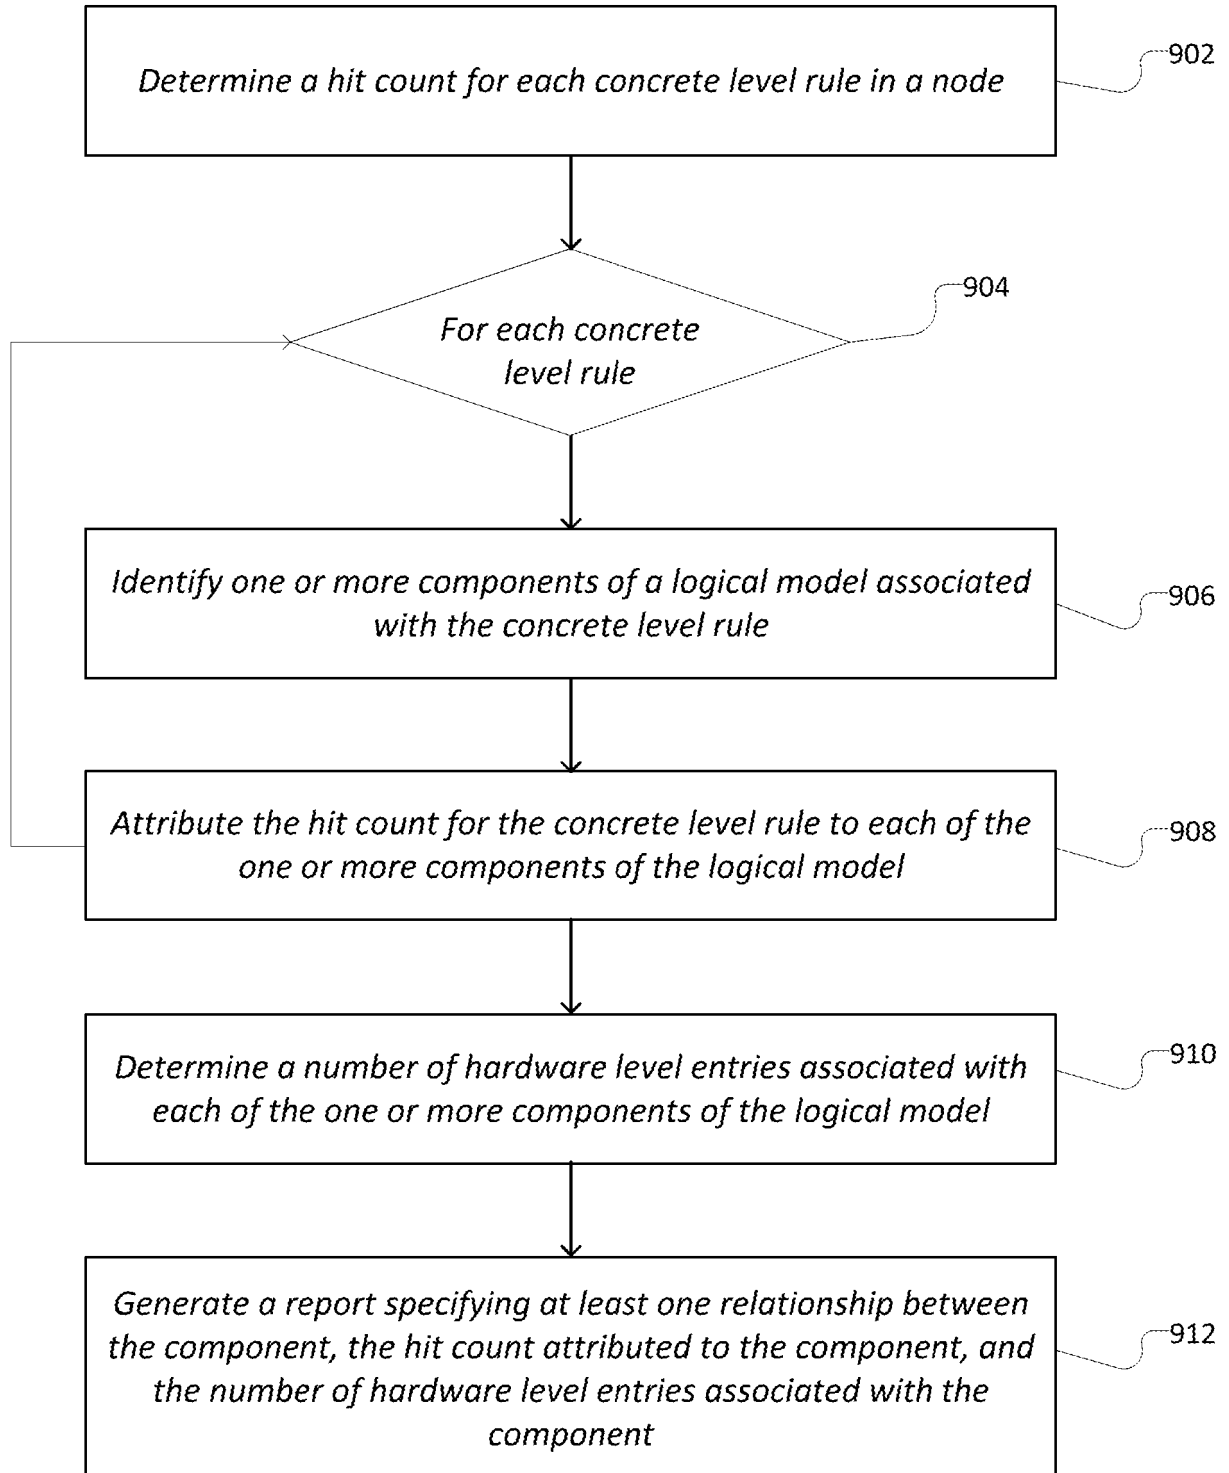 Determine a hit count for each concrete level rule in a node
902
For each concrete
level rule
904
Identify one or more components of a logical model associated
with the concrete level rule
906
Attribute the hit count for the concrete level rule to each of the
one or more components of the logical model
908
Determine a number of hardware level entries associated with
each of the one or more components of the logical model
910
Generate a report specifying at least one relationship between
the component, the hit count attributed to the component, and
the number of hardware level entries associated with the
component
912